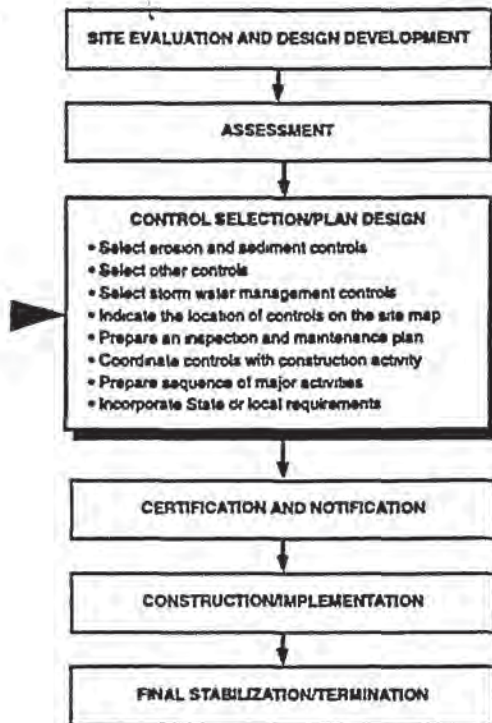 SITE EVALUATION AND DESIGN DEVELOPMENT
ASSESSMENT
CONTROL SELECTION/PLAN DESIGN
• Select erosion and sediment controls
• Select other controls
• Select storm water management controls
• Indicate the location of controls on the site map
• Prepare an inspection and maintenance plan
• Coordinate controls with construction activity
• Prepare sequence of major activities
• Incorporate State or local requirements
CERTIFICATION AND NOTIFICATION
CONSTRUCTION/IMPLEMENTATION
FINAL STABILIZATION/TERMINATION